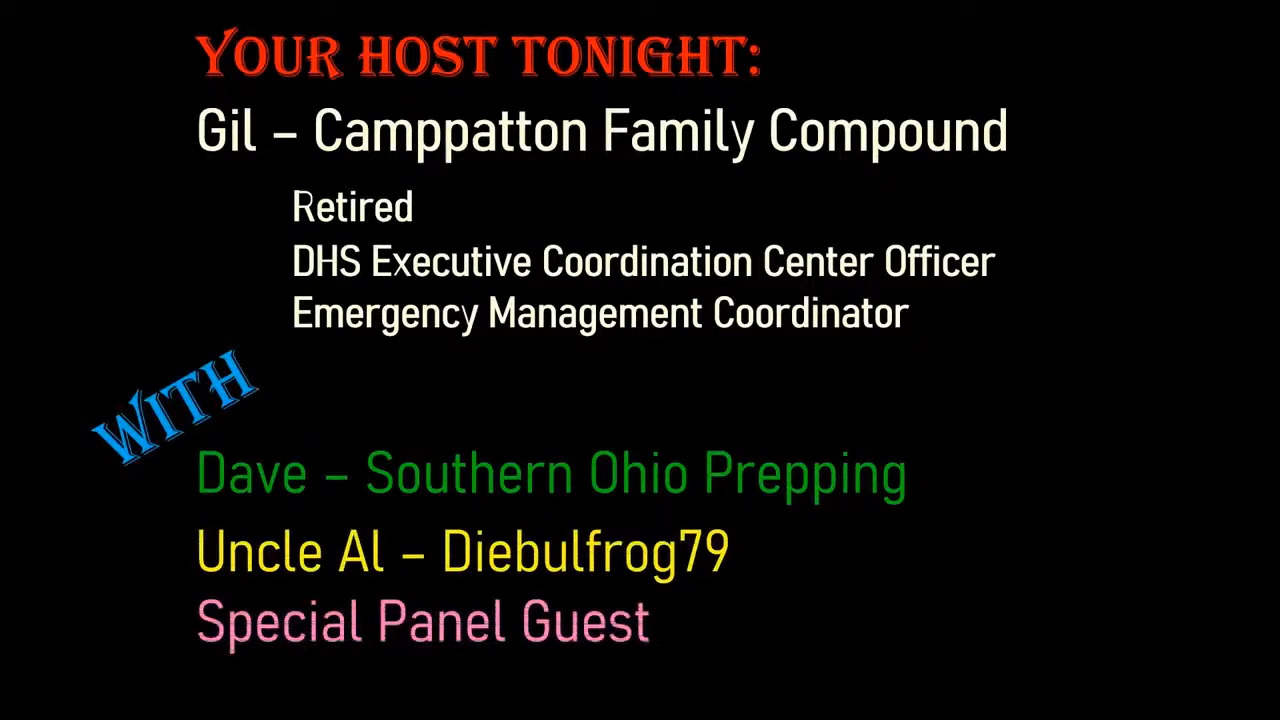 YOUR HOST TONIGHT:
Gil – Camppatton Family Compound
Retired
DHS Executive Coordination Center Officer
Emergency Management Coordinator
WITH
Dave – Southern Ohio Prepping
Uncle Al – Diebulfrog79
Special Panel Guest